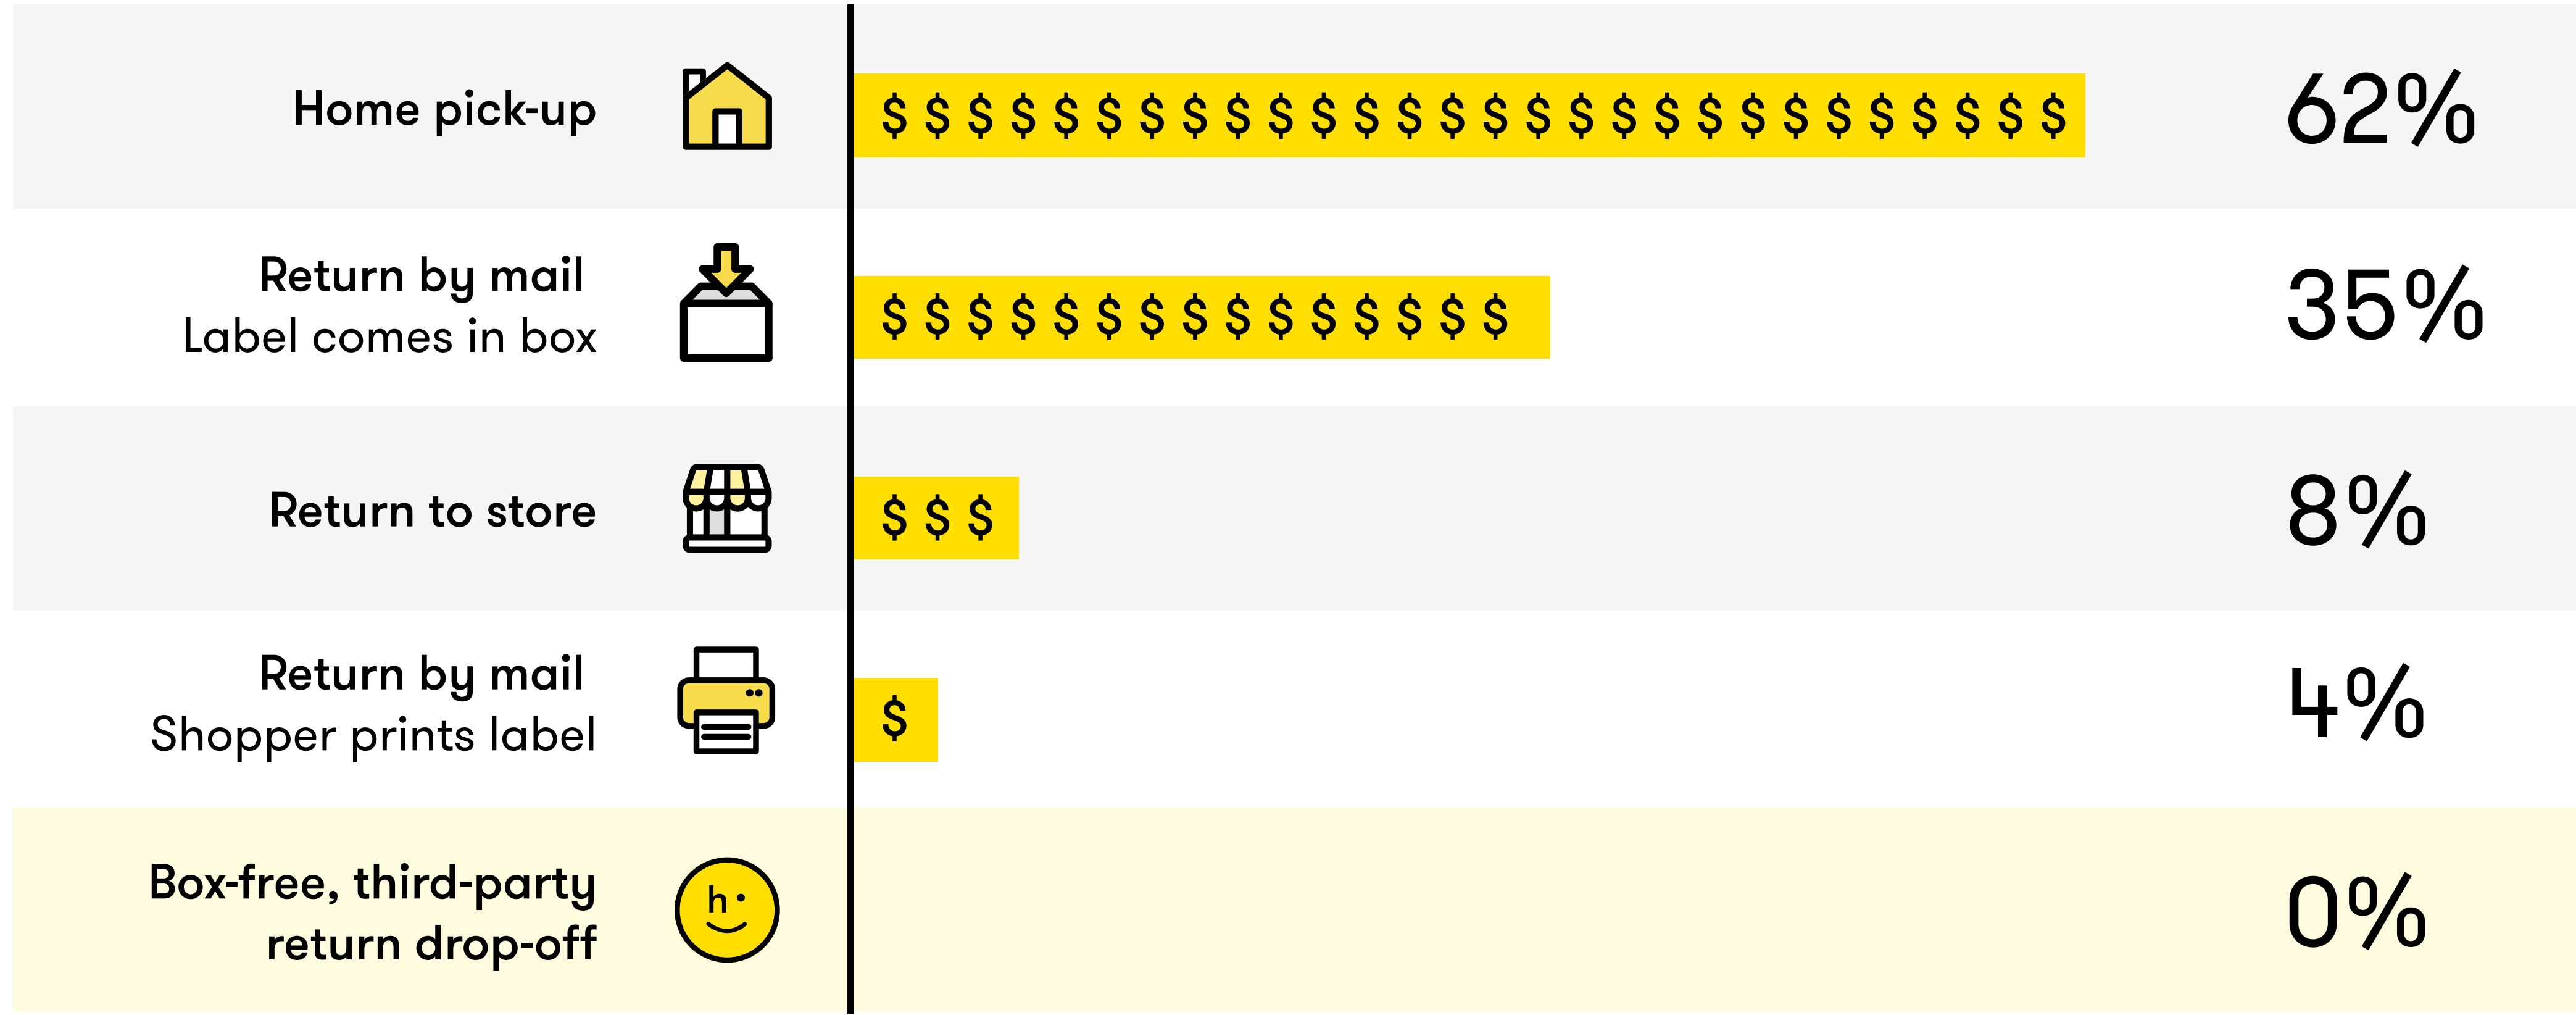 Home pick-up
$ $ $ $ $ $ $ $ $ $ $ $ $ $ $ $ $ $ $ $ $ $ $ $ $ $ $ $
62%
Return by mail
Label comes in box
$ $ $ $ $ $ $ $ $ $ $ $ $ $ $
35%
Return to store
$ $ $
8%
Return by mail
Shopper prints label
$
4%
Box-free, third-party
return drop-off
h
0%